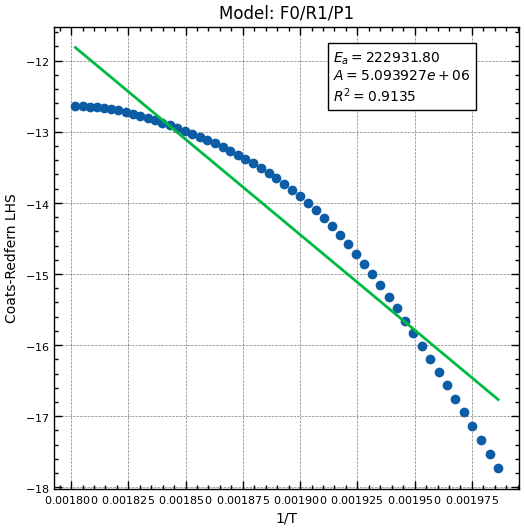 Model: F0/R1/P1
E_a = 222931.80
A = 5.093927e + 06
R^2 = 0.9135
Coats-Redfern LHS
−12
−13
−14
−15
−16
−17
−18
0.001800 0.001825 0.001850 0.001875 0.001900 0.001925 0.001950 0.001975
1/T